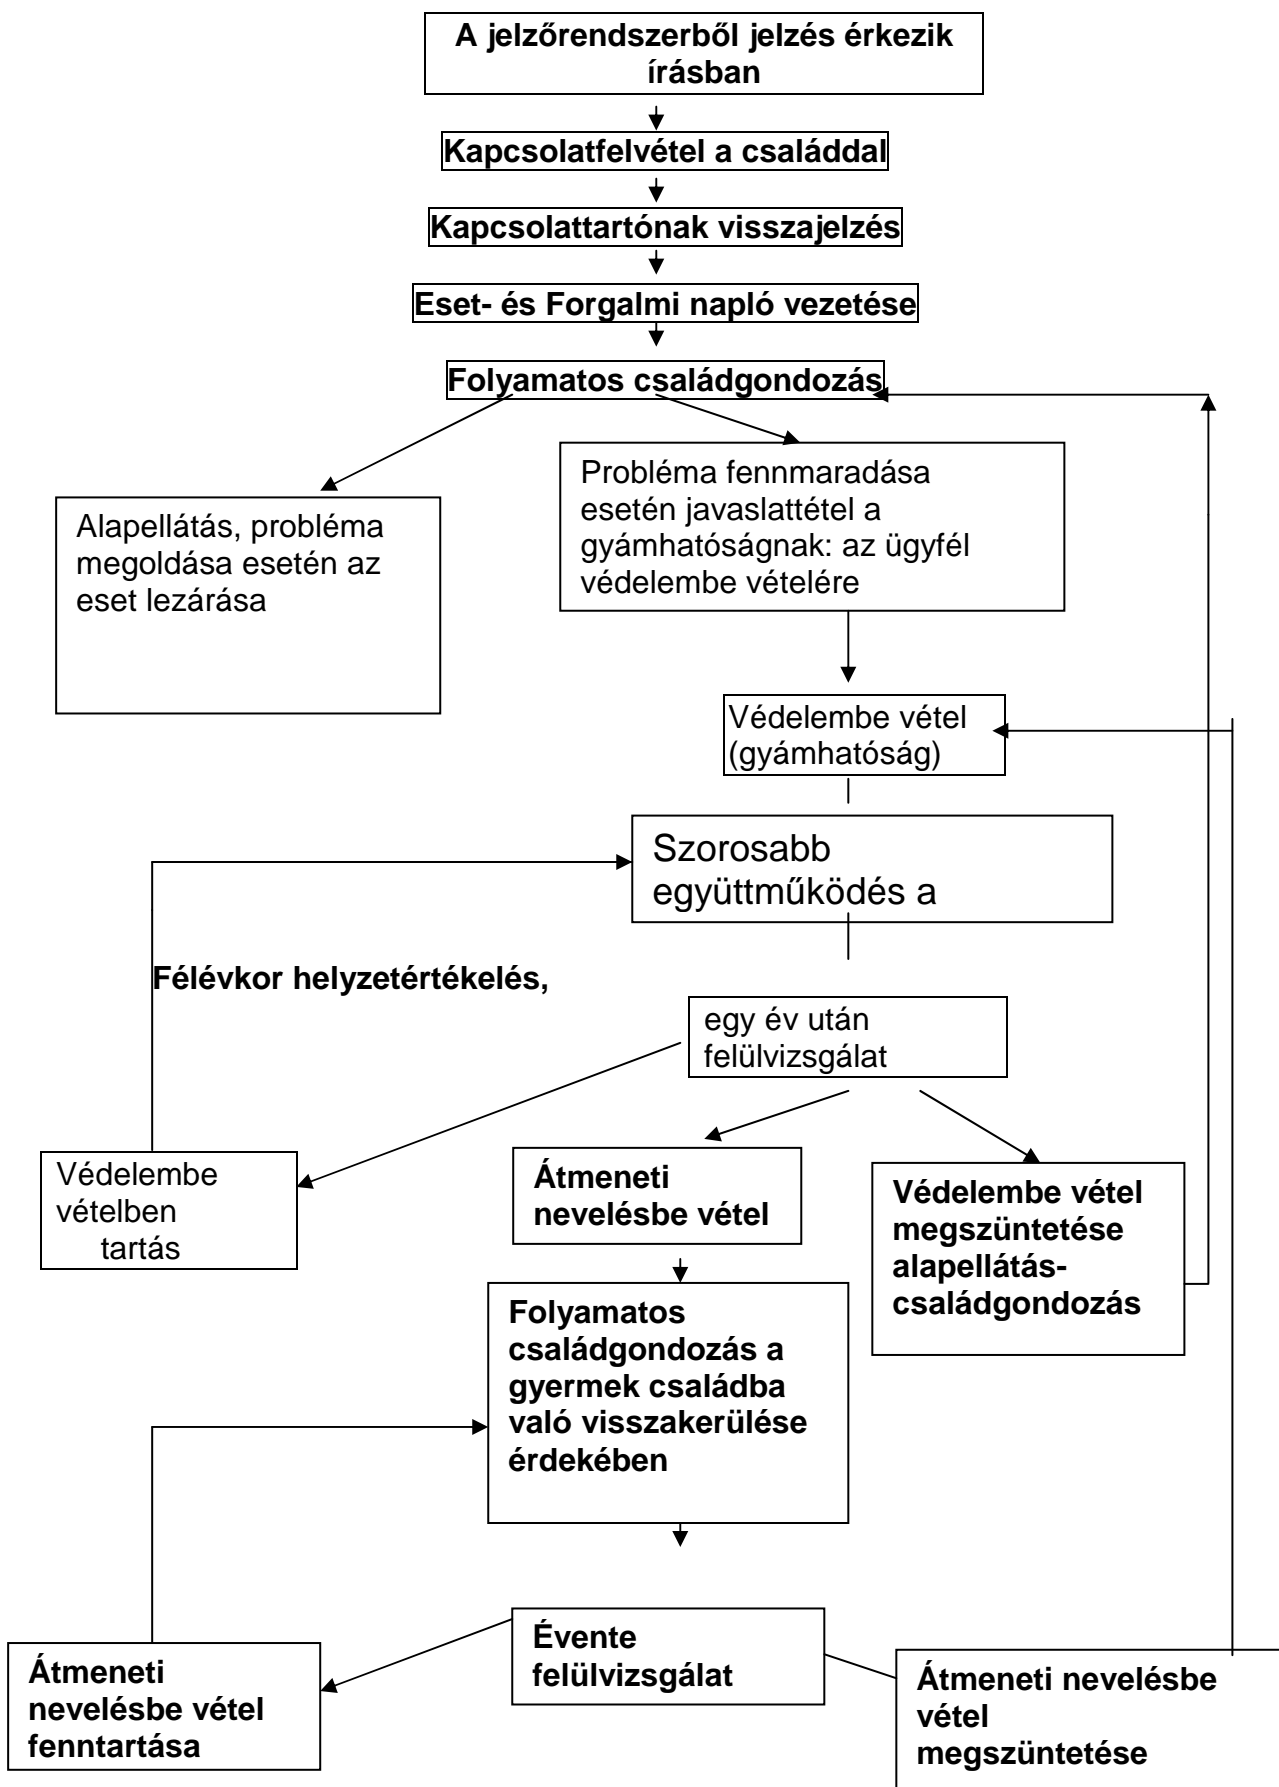 A jelzőrendszerből jelzés érkezik
írásban
Kapcsolatfelvétel a családdal
Kapcsolattartónak visszajelzés
Eset- és Forgalmi napló vezetése
Folyamatos családgondozás
Probléma fennmaradása
esetén javaslattétel a
gyámhatóságnak: az ügyfél
védelembe vételére
Alapellátás, probléma
megoldása esetén az
eset lezárása
Védelembe vétel
(gyámhatóság)
Szorosabb
együttműködés a
Félévkor helyzetértékelés,
egy év után
felülvizsgálat
Védelembe
vételben
tartás
Átmeneti
nevelésbe vétel
Védelembe vétel
megszüntetése
alapellátás-
családgondozás
Folyamatos
családgondozás a
gyermek családba
való visszakerülése
érdekében
Évente
felülvizsgálat
Átmeneti
nevelésbe vétel
fenntartása
Átmeneti nevelésbe
vétel
megszüntetése